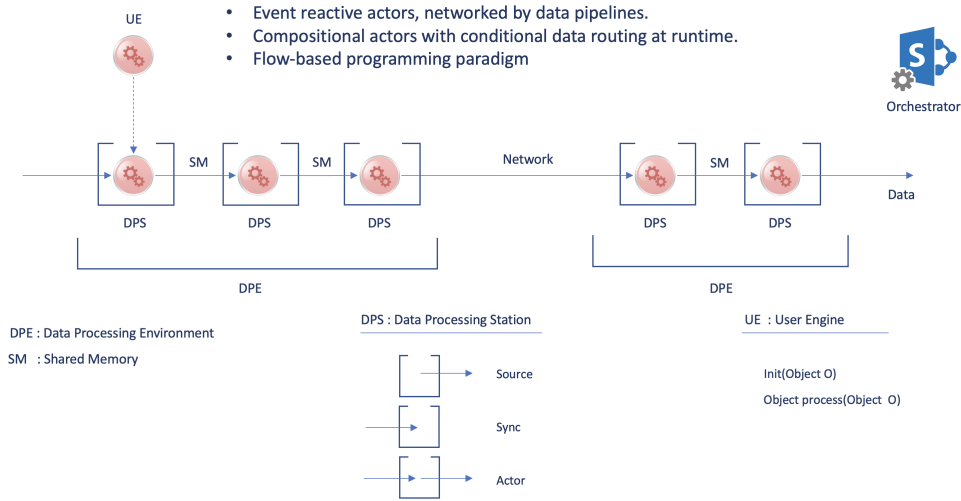 UE
• Event reactive actors, networked by data pipelines.
• Compositional actors with conditional data routing at runtime.
• Flow-based programming paradigm
S
Orchestrator
SM
SM
Network
SM
Data
DPS
DPS
DPS
DPS
DPS
DPE
DPE
DPE : Data Processing Environment
SM : Shared Memory
DPS : Data Processing Station
Source
Sync
Actor
UE : User Engine
Init(Object O)
Object process(Object O)